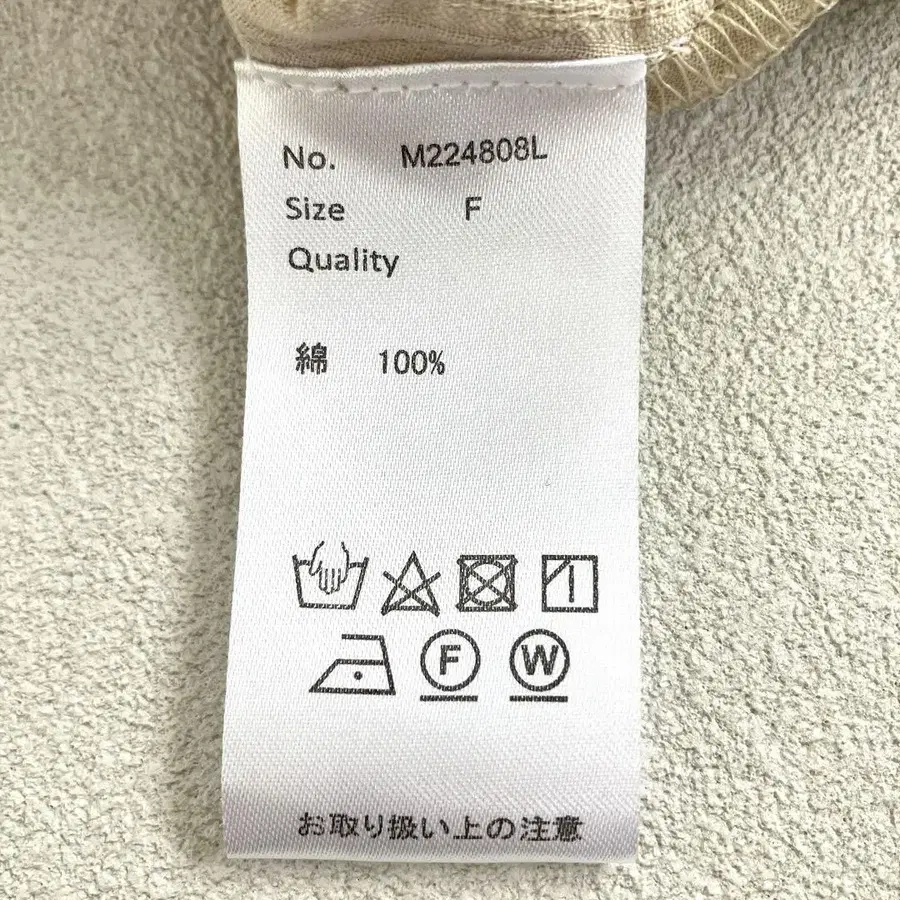 No. M224808L
Size F
Quality
綿 100%
F W
お取り扱い上の注意